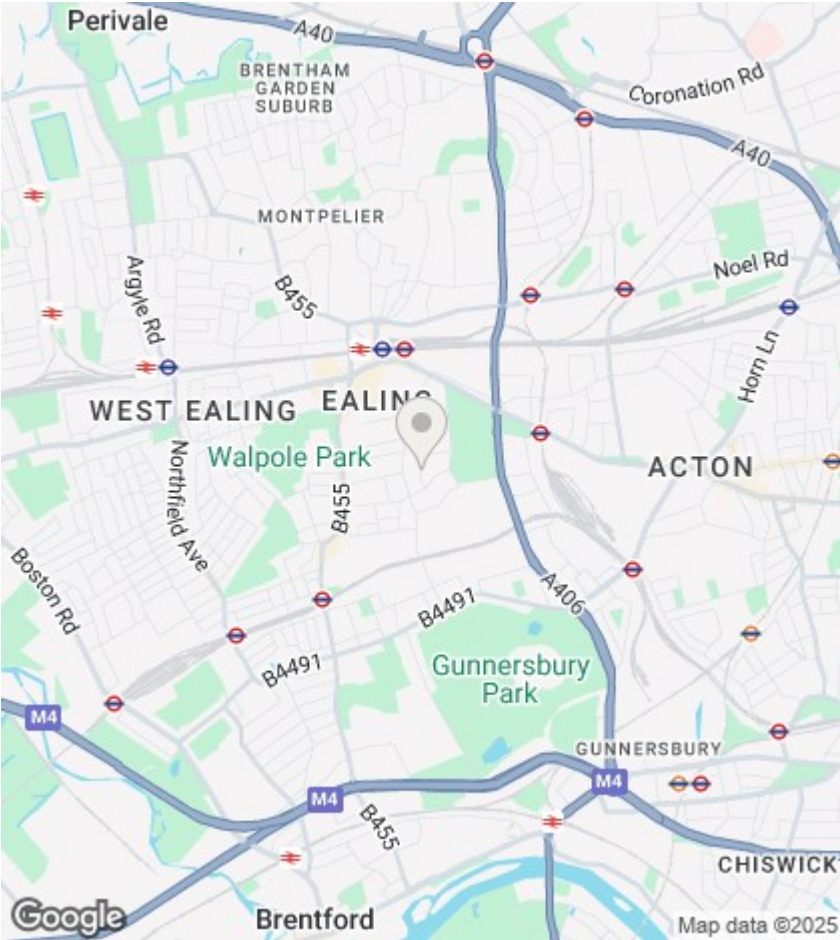 Perivale
A40
BRENTHAM
GARDEN
SUBURB
Coronation Rd
A40
MONTPELIER
Argyle Rd
B455
Noel Rd
Horn Ln
WEST EALING
EALING
Walpole Park
ACTON
Northfield Ave
B455
Boston Rd
A406
B4491
B4491
Gunnersbury
Park
M4
GUNNERSBURY
M4
M4
B455
CHISWICK
Google
Brentford
Map data ©2025